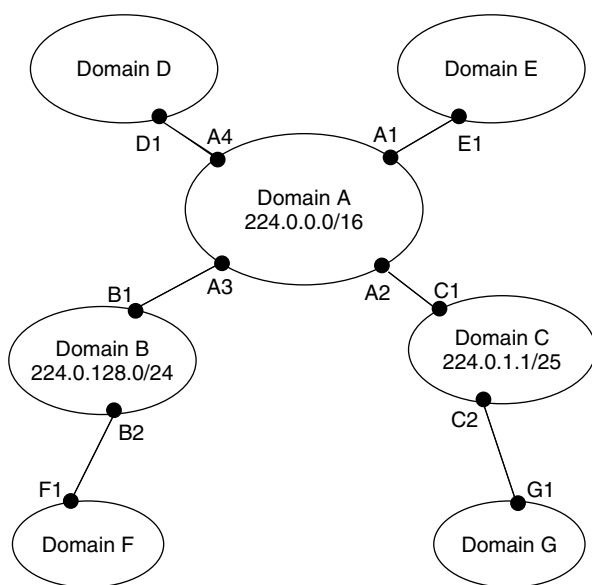 Domain D
Domain E
D1
A4
A1
E1
Domain A
224.0.0.0/16
B1
A3
A2
C1
Domain B
224.0.128.0/24
Domain C
224.0.1.1/25
B2
C2
F1
G1
Domain F
Domain G